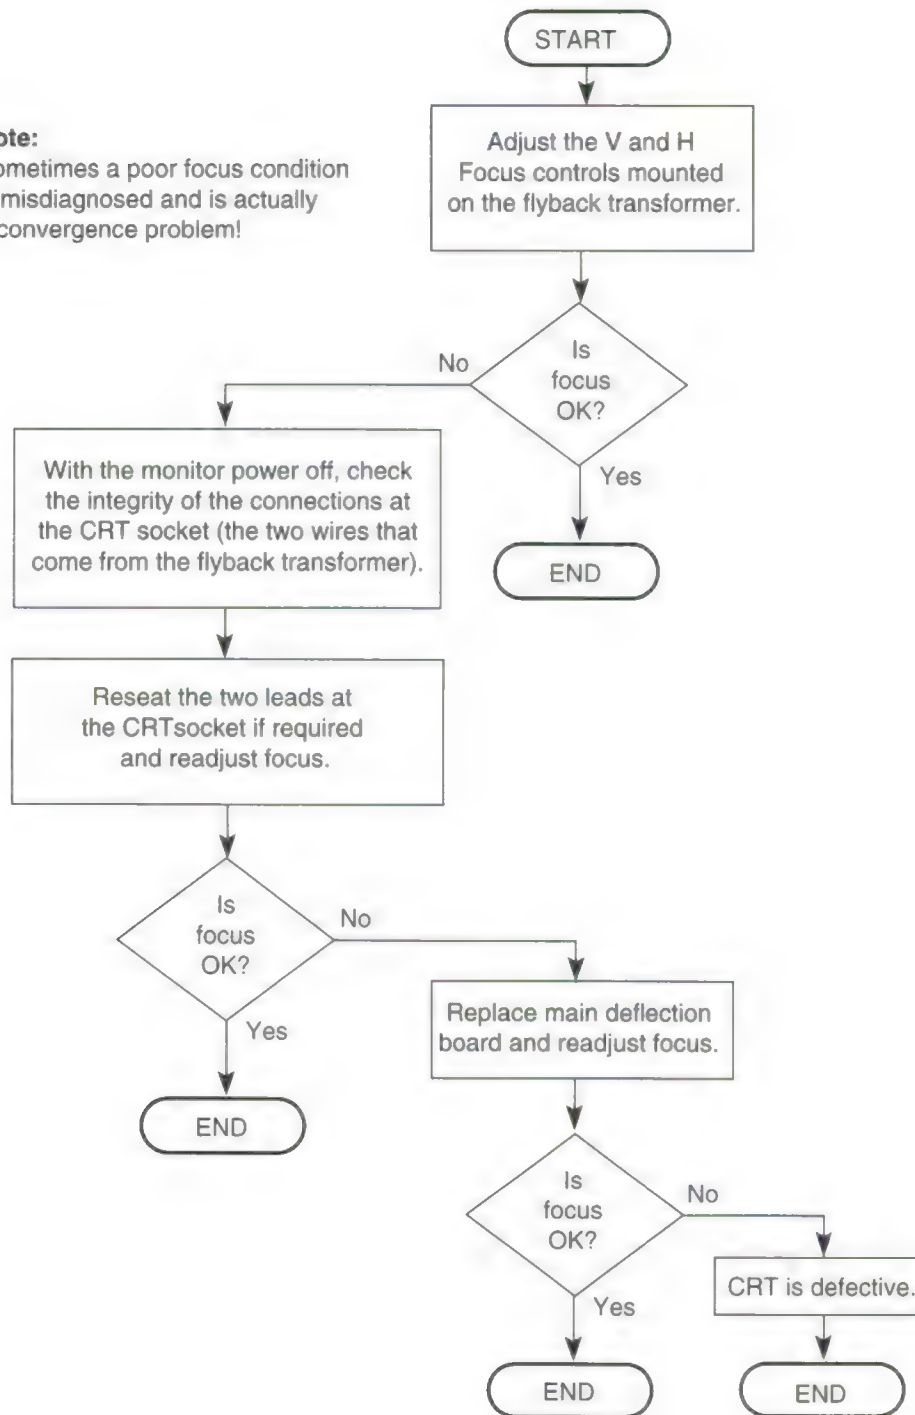 START
ote:
ometimes a poor focus condition
misdiagnosed and is actually
convergence problem!
Adjust the V and H
Focus controls mounted
on the flyback transformer.
Is
focus
OK?
No
Yes
END
With the monitor power off, check
the integrity of the connections at
the CRT socket (the two wires that
come from the flyback transformer).
Reseat the two leads at
the CRTsocket if required
and readjust focus.
Is
focus
OK?
No
Yes
END
Replace main deflection
board and readjust focus.
Is
focus
OK?
No
Yes
END
CRT is defective.
END